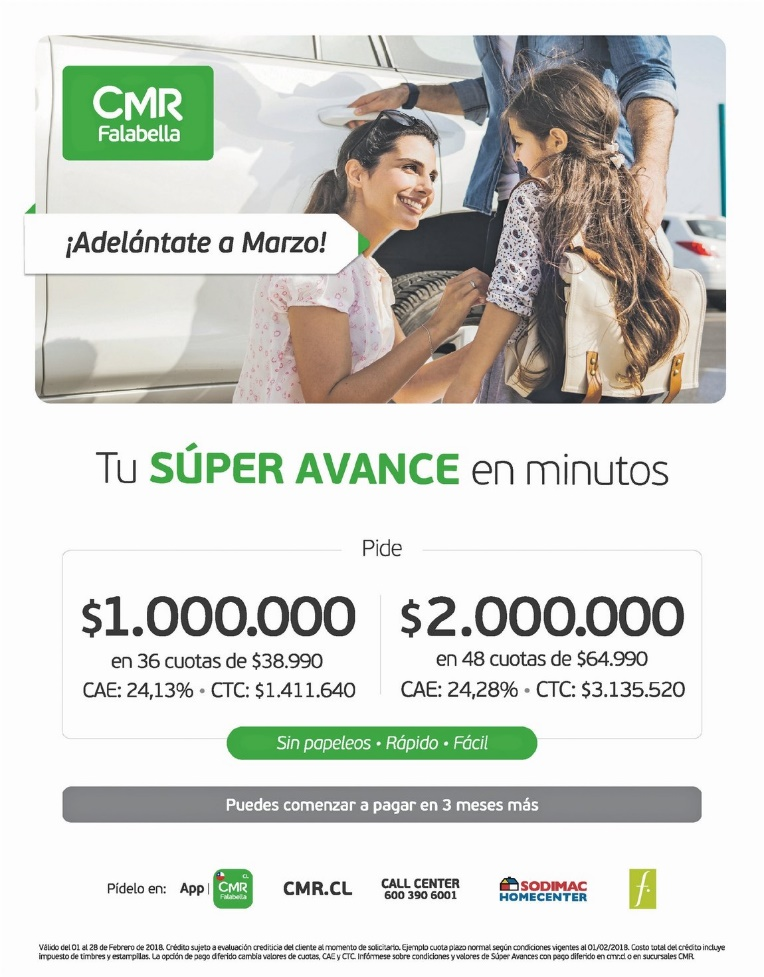 CMR
Falabella
¡Adelántate a Marzo!
Tu SÚPER AVANCE en minutos
Pide
$1.000.000
en 36 cuotas de $38.990
CAE: 24,13% • CTC: $1.411.640
$2.000.000
en 48 cuotas de $64.990
CAE: 24,28% • CTC: $3.135.520
Sin papeleos • Rápido • Fácil
Puedes comenzar a pagar en 3 meses más
Pídelo en: App | CL CMR Falabella
CMR.CL
CALL CENTER
600 390 6001
SODIMAC
HOMECENTER
f.
Válido del 01 al 28 de Febrero de 2018. Crédito sujeto a evaluación crediticia del cliente al momento de solicitarlo. Ejemplo cuota plazo normal según condiciones vigentes al 01/02/2018. Costo total del crédito incluye
impuesto de timbres y estampillas. La opción de pago diferido cambia valores de cuotas, CAE y CTC. Infórmese sobre condiciones y valores de Súper Avances con pago diferido en cmr.cl o en sucursales CMR.